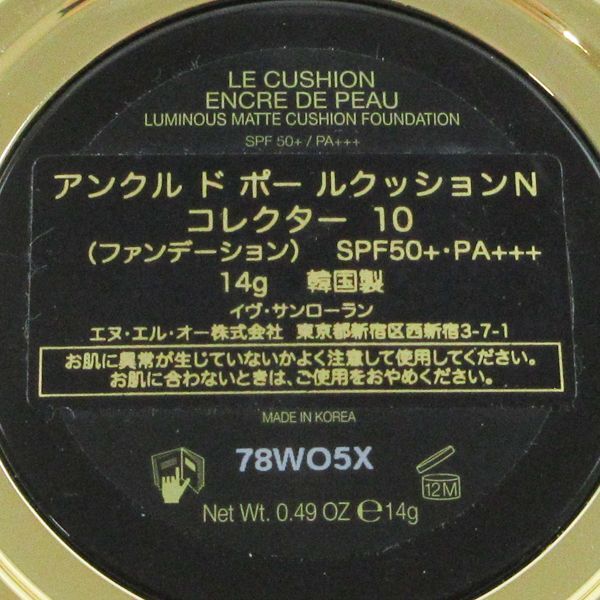 LE CUSHION
ENCRE DE PEAU
LUMINOUS MATTE CUSHION FOUNDATION
SPF 50+ / PA+++
アンクル ド ポー ルクッションN
コレクター 10
(ファンデーション) SPF50+・PA+++
14g 韓国製
イヴ・サンローラン
エヌ・エル・オー株式会社 東京都新宿区西新宿3-7-1
お肌に異常が生じていないかよく注意して使用してください。
お肌に合わないときは、ご使用をおやめください。
MADE IN KOREA
78WO5X
12M
Net Wt. 0.49 OZ ℮14g